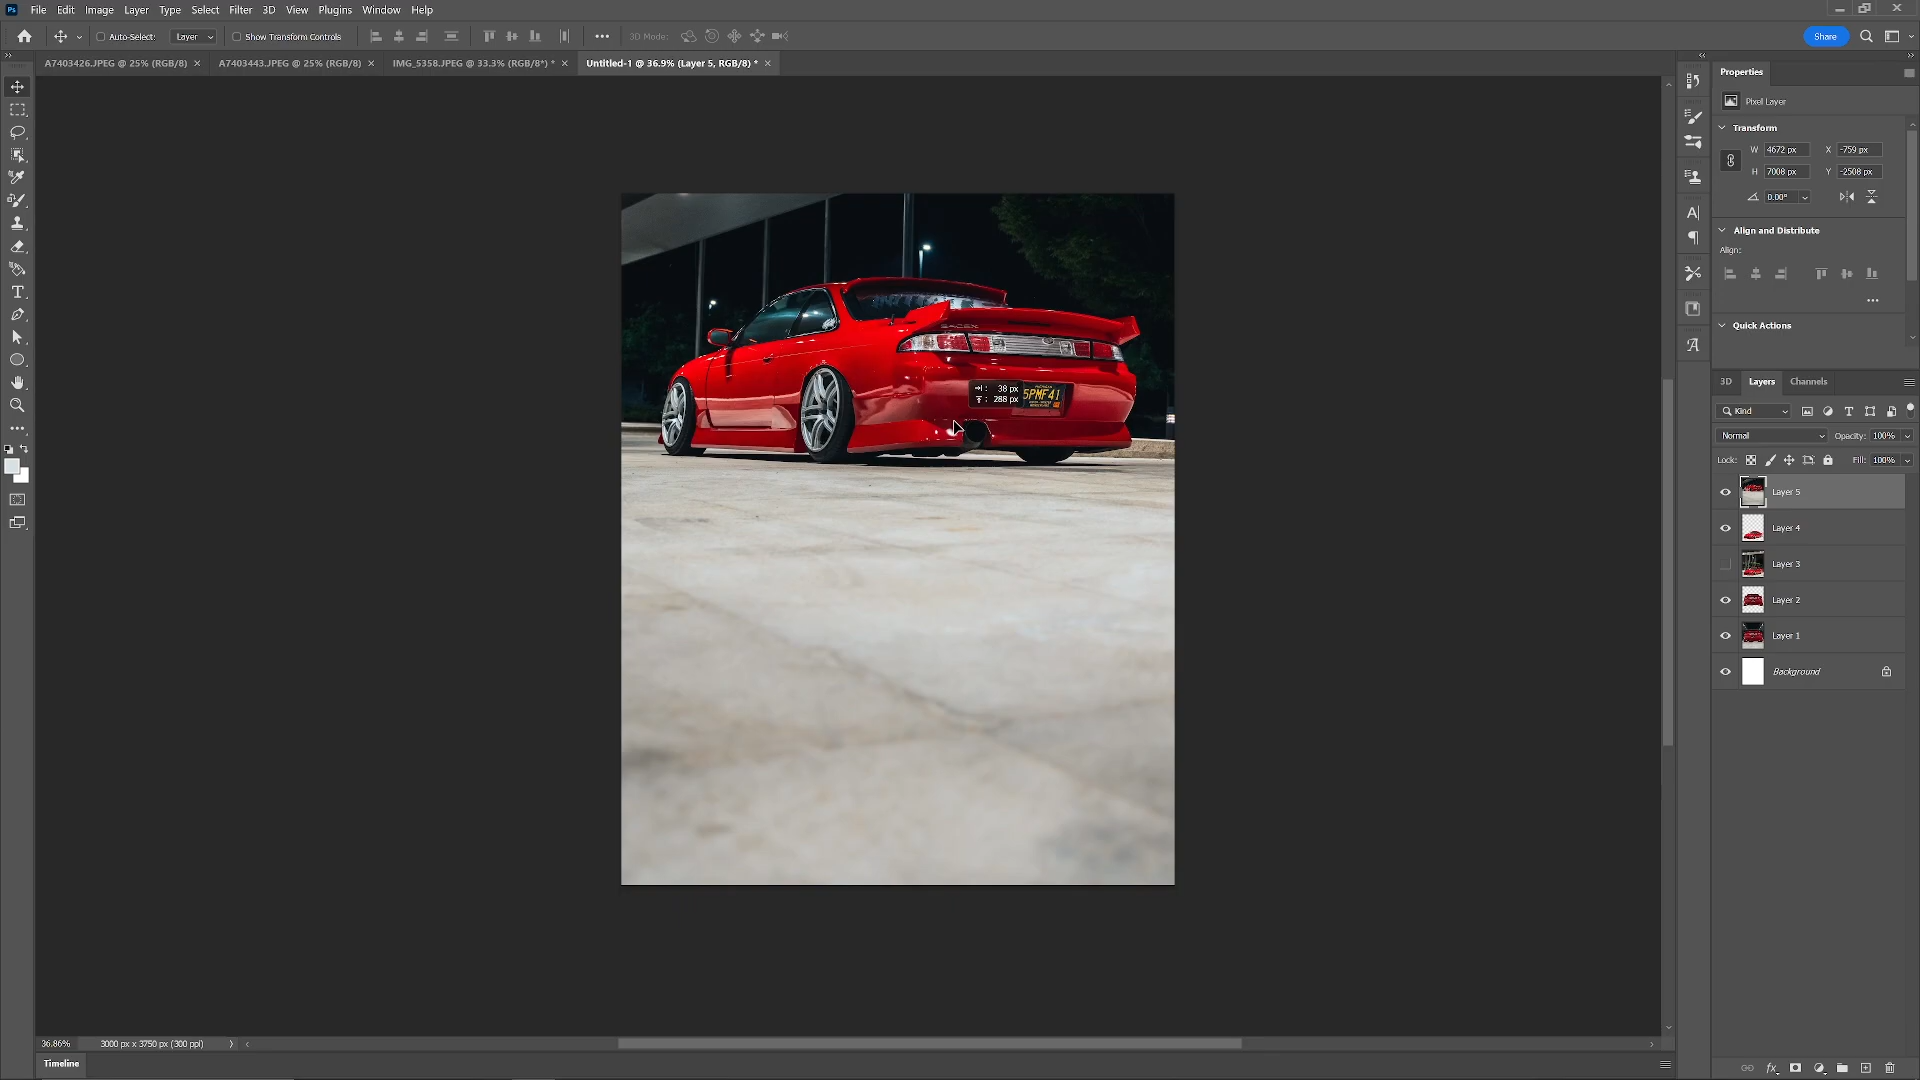 Ps File Edit Image Layer Type Select Filter 3D View Plugins Window Help
Auto-Select: Layer Show Transform Controls 3D Mode: Share
A7403426.JPEG @ 25% (RGB/8) × A7403443.JPEG @ 25% (RGB/8) × IMG_5358.JPEG @ 33.3% (RGB/8*) * × Untitled-1 @ 36.9% (Layer 5, RGB/8) * ×
Properties
Pixel Layer
Transform
W 4672 px X -759 px
H 7008 px Y -2508 px
0.00°
Align and Distribute
Align:
Quick Actions
3D Layers Channels
Kind
Normal Opacity: 100%
Lock: Fill: 100%
Layer 5
Layer 4
Layer 3
Layer 2
Layer 1
Background
38 px
288 px
5PMF41
36.86% 3000 px x 3750 px (300 ppi)
Timeline